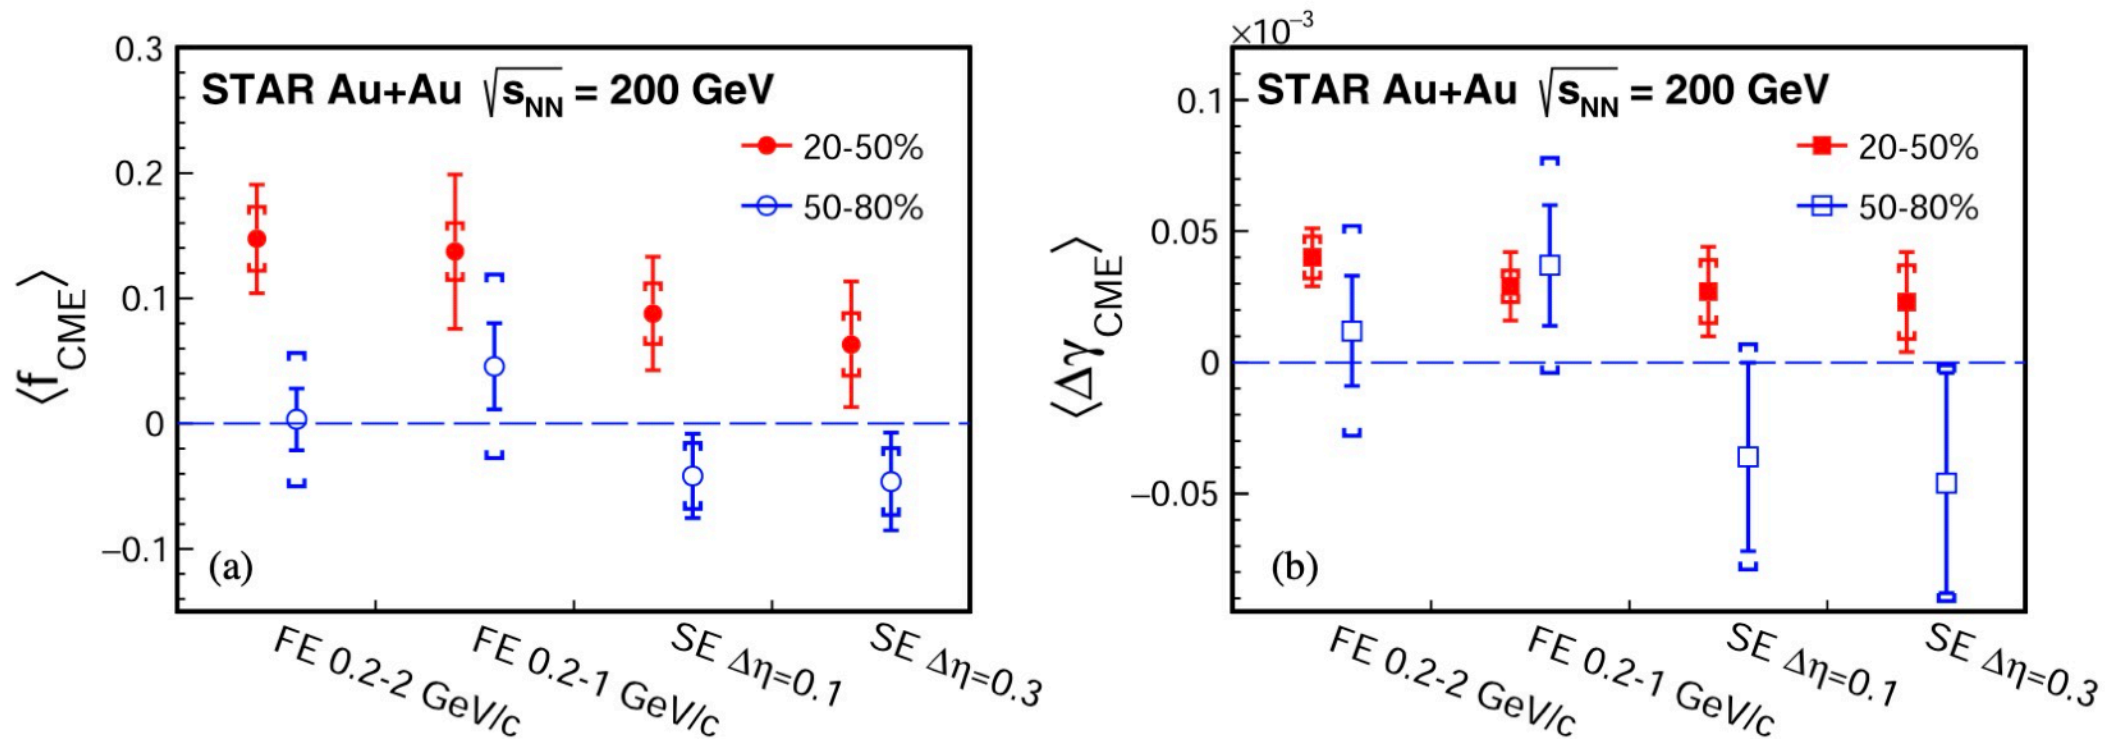 STAR Au+Au √sNN = 200 GeV
20-50%
50-80%
0.3
0.2
0.1
0
−0.1
⟨fCME⟩
(a)
FE 0.2-2 GeV/c
FE 0.2-1 GeV/c
SE Δη=0.1
SE Δη=0.3
×10−3
STAR Au+Au √sNN = 200 GeV
20-50%
50-80%
0.1
0.05
0
−0.05
⟨ΔγCME⟩
(b)
FE 0.2-2 GeV/c
FE 0.2-1 GeV/c
SE Δη=0.1
SE Δη=0.3